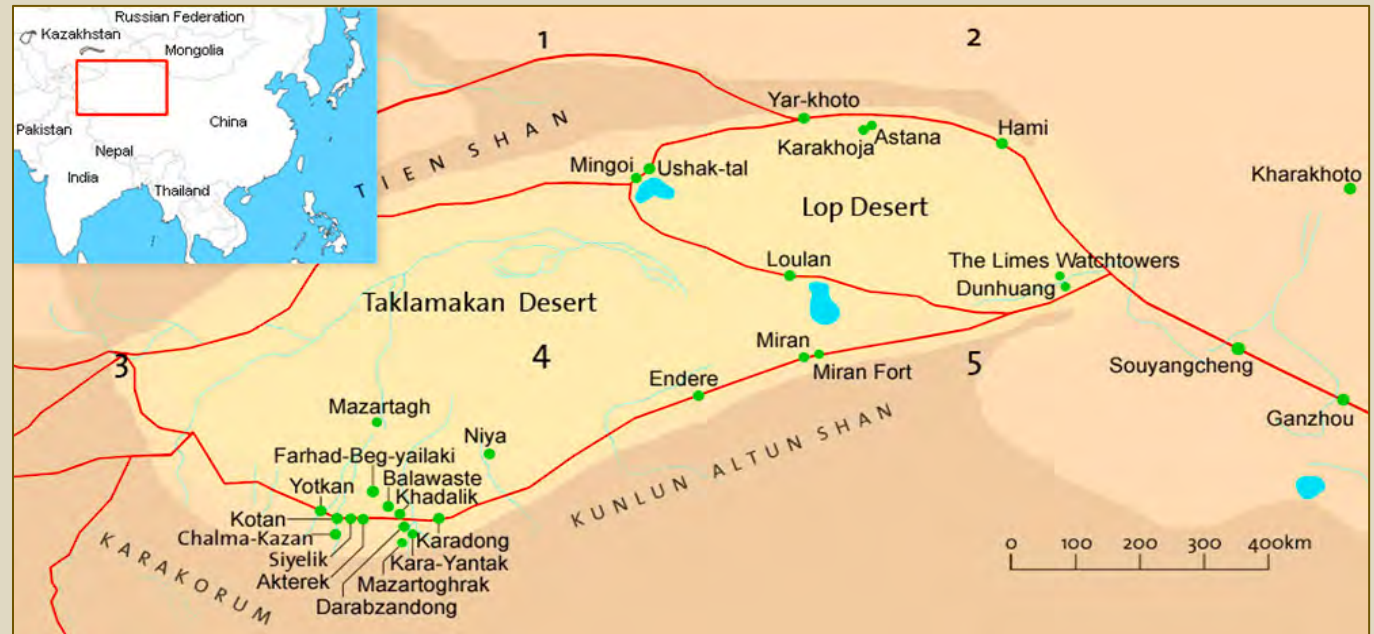 Russian Federation
Kazakhstan
Mongolia
China
Pakistan
Nepal
India
Thailand
1
2
TIEN SHAN
Yar-khoto
Astana
Karakhoja
Hami
Mingoi
Ushak-tal
Kharakhoto
Lop Desert
Loulan
The Limes Watchtowers
Dunhuang
Taklamakan Desert
3
4
5
Miran
Miran Fort
Souyangcheng
Endere
Ganzhou
Mazartagh
Niya
KUNLUN ALTUN SHAN
Farhad-Beg-yailaki
Balawaste
Yotkan
Khadalik
Kotan
Chalma-Kazan
Siyelik
Karadong
Kara-Yantak
Akterek
Mazartoghrak
Darabzandong
KARAKORUM
0 100 200 300 400km